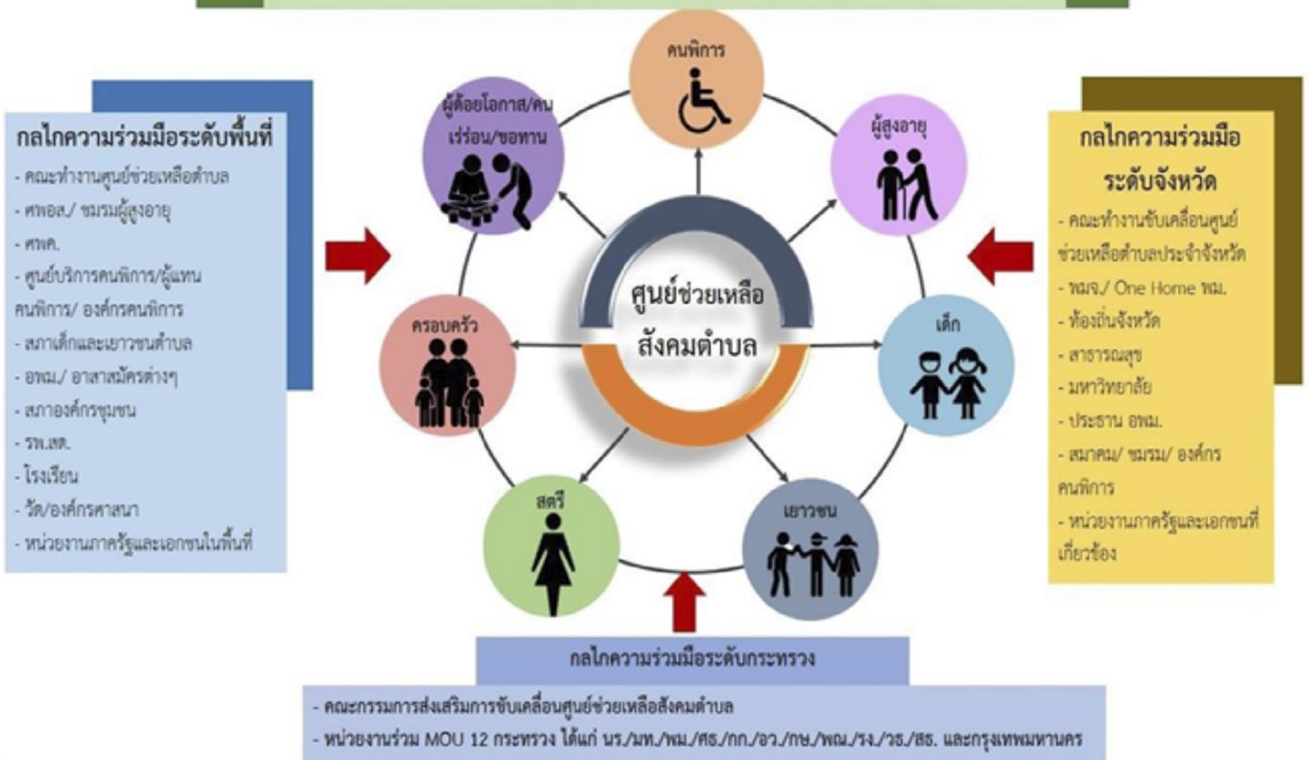 คนพิการ
ผู้ด้อยโอกาส/คน
เร่ร่อน/ขอทาน
ผู้สูงอายุ
กลไกความร่วมมือระดับพื้นที่
- คณะทำงานศูนย์ช่วยเหลือตำบล
- ศพอส./ ชมรมผู้สูงอายุ
- ศพค.
- ศูนย์บริการคนพิการ/ผู้แทน
คนพิการ/ องค์กรคนพิการ
- สภาเด็กและเยาวชนตำบล
- อพม./ อาสาสมัครต่างๆ
- สภาองค์กรชุมชน
- รพ.สต.
- โรงเรียน
- วัด/องค์กรศาสนา
- หน่วยงานภาครัฐและเอกชนในพื้นที่
ศูนย์ช่วยเหลือ
สังคมตำบล
ครอบครัว
เด็ก
สตรี
เยาวชน
กลไกความร่วมมือ
ระดับจังหวัด
- คณะทำงานขับเคลื่อนศูนย์
ช่วยเหลือตำบลประจำจังหวัด
- พมจ./ One Home พม.
- ท้องถิ่นจังหวัด
- สาธารณสุข
- มหาวิทยาลัย
- ประธาน อพม.
- สมาคม/ ชมรม/ องค์กร
คนพิการ
- หน่วยงานภาครัฐและเอกชนที่
เกี่ยวข้อง
กลไกความร่วมมือระดับกระทรวง
- คณะกรรมการส่งเสริมการขับเคลื่อนศูนย์ช่วยเหลือสังคมตำบล
- หน่วยงานร่วม MOU 12 กระทรวง ได้แก่ นร./มท./พม./ศธ./กก./อว./กษ./พณ./รง./วธ./สธ. และกรุงเทพมหานคร